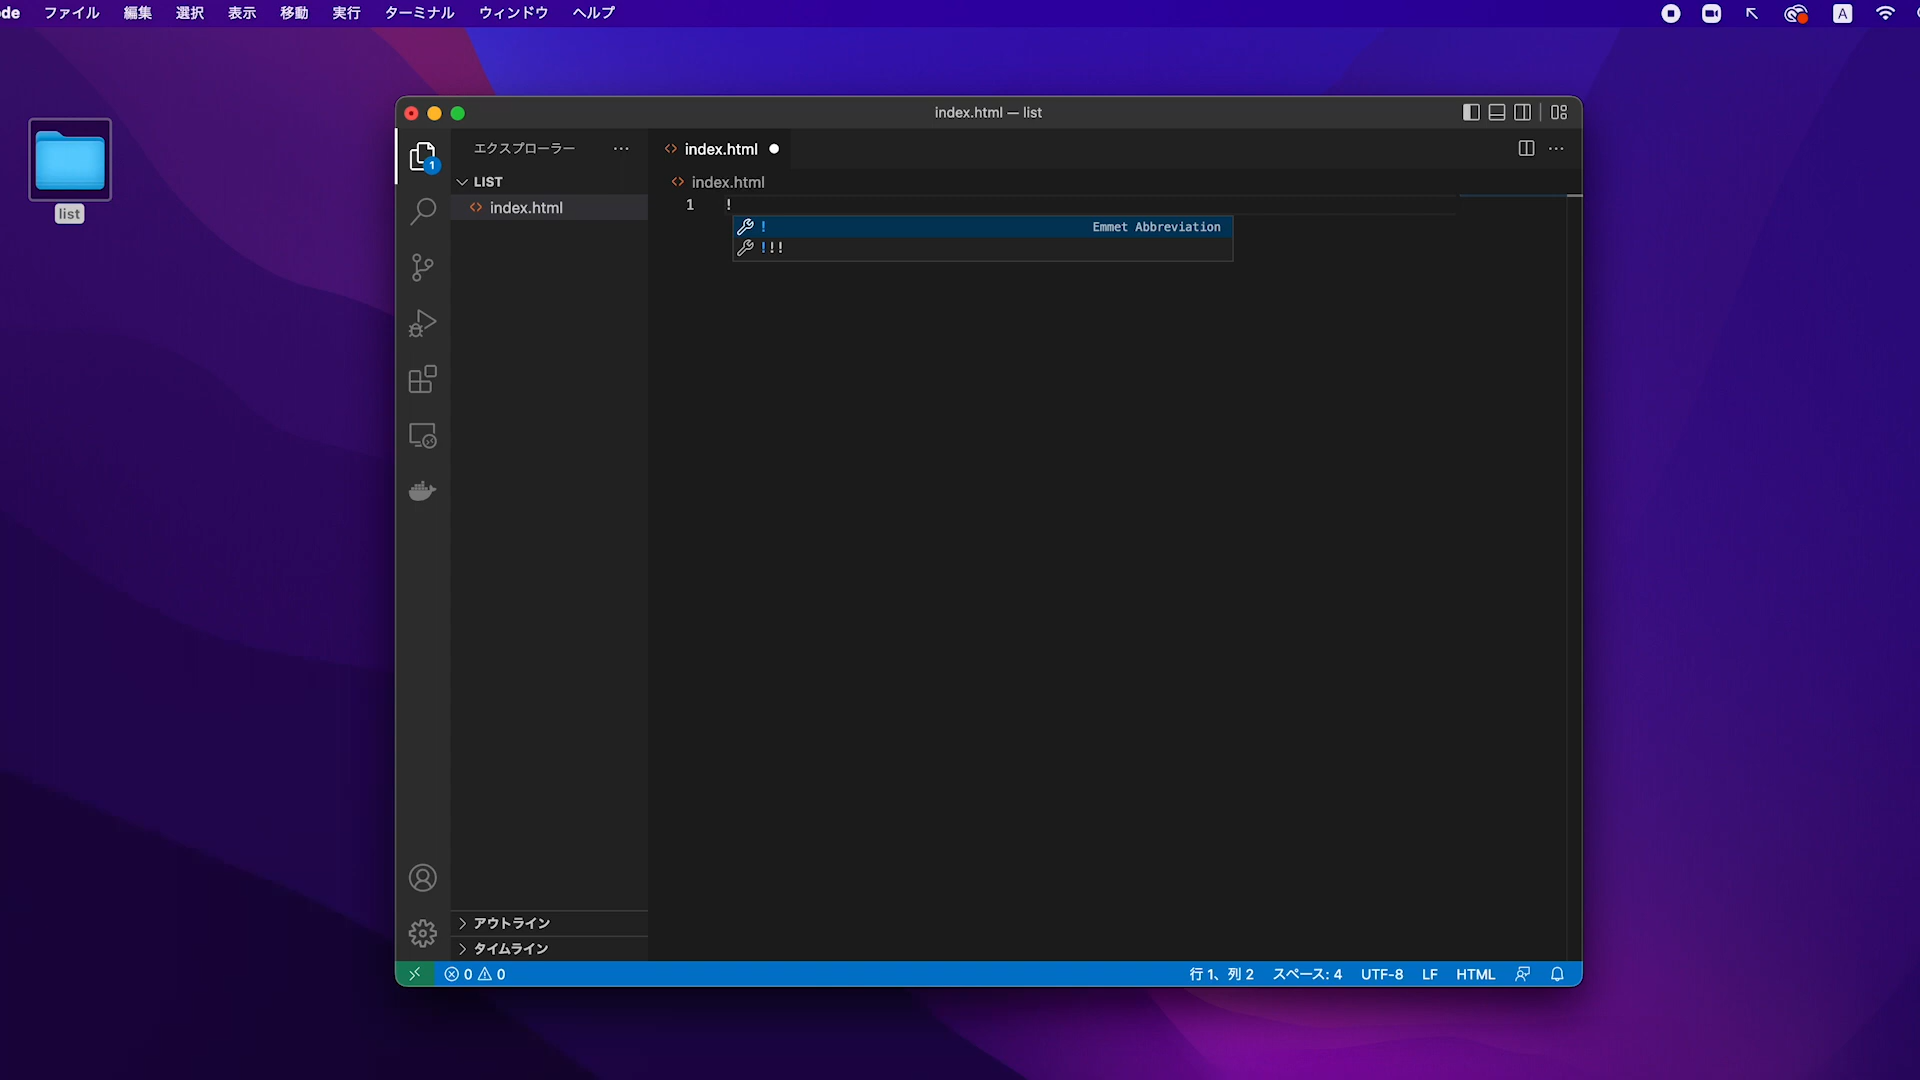 ode ファイル 編集 選択 表示 移動 実行 ターミナル ウィンドウ ヘルプ A
list
index.html — list
エクスプローラー
LIST
index.html
1
index.html
index.html
1 !
! Emmet Abbreviation
!!!
アウトライン
タイムライン
0 0 行 1、列 2 スペース: 4 UTF-8 LF HTML